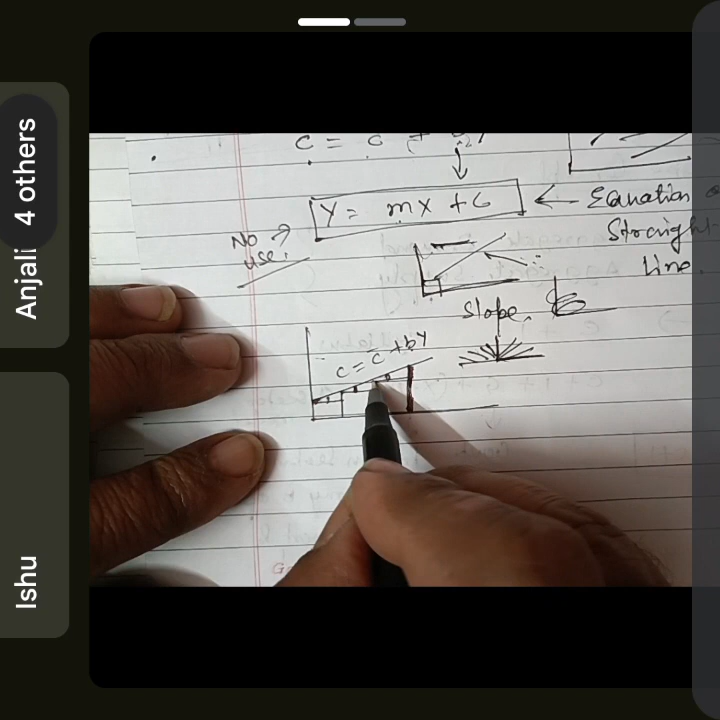 Anjali 4 others
Ishu
Y = mx + c
← Equation
Straight
Line.
No
use?
Slope.
C = C̅ + bY